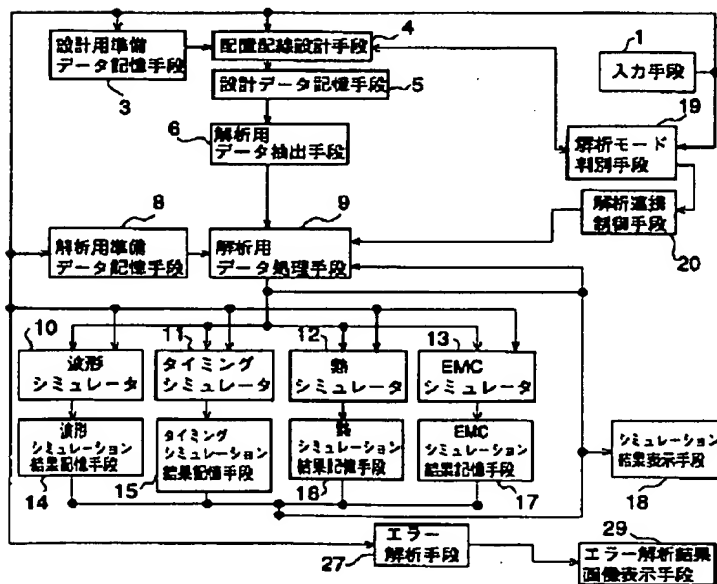 設計用準備
データ記憶手段
3
配置配線設計手段
4
設計データ記憶手段
5
1
入力手段
6
解析用
データ抽出手段
19
解析モード
判別手段
8
解析用準備
データ記憶手段
9
解析用
データ処理手段
解析連携
制御手段
20
10
波形
シミュレータ
11
タイミング
シミュレータ
12
熱
シミュレータ
13
EMC
シミュレータ
波形
シミュレーション
結果記憶手段
14
タイミング
シミュレーション
結果記憶手段
15
熱
シミュレーション
結果記憶手段
16
EMC
シミュレーション
結果記憶手段
17
シミュレーション
結果表示手段
18
エラー
解析手段
27
29
エラー解析結果
画像表示手段